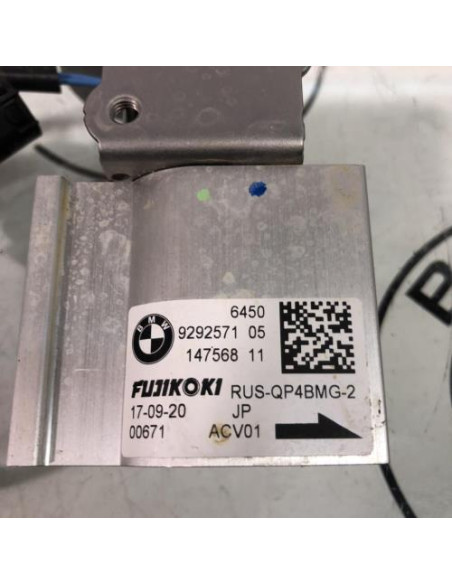 6450
BMW 9292571 05
147568 11
FUJIKOKI RUS-QP4BMG-2
17-09-20 JP
00671 ACV01